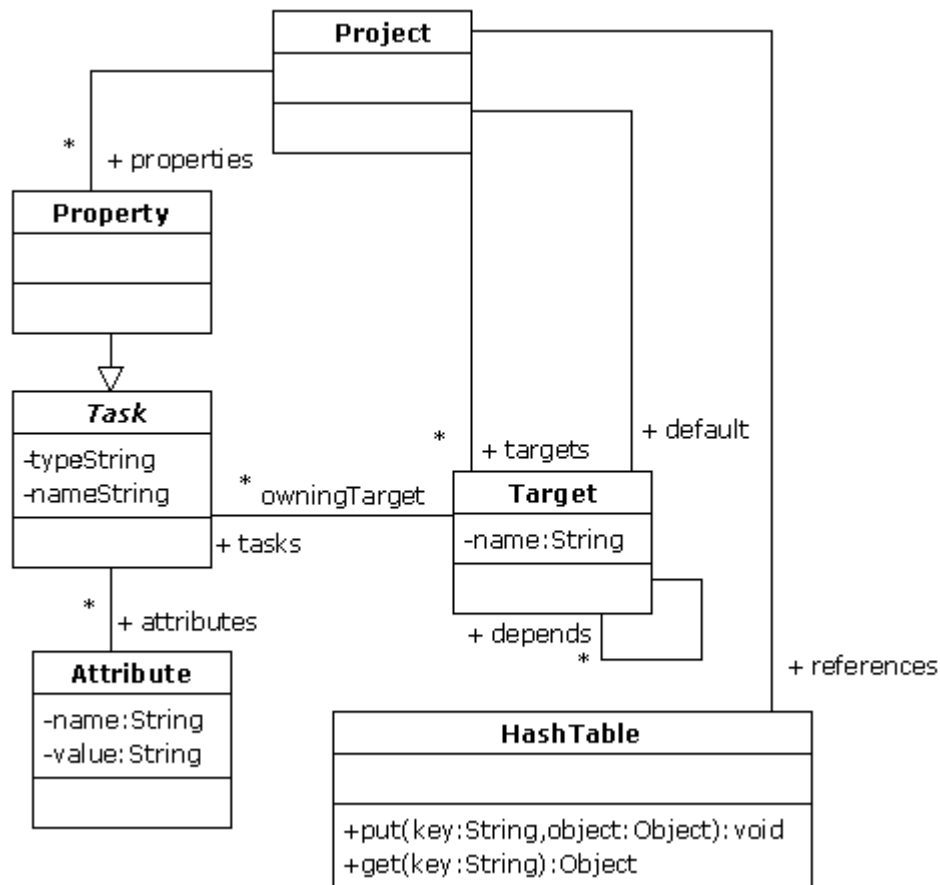 Project
*
+ properties
Property
Task
-typeString
-nameString
*
owningTarget
+ tasks
*
+ targets
+ default
Target
-name:String
+ depends
*
*
+ attributes
Attribute
-name:String
-value:String
+ references
HashTable
+put(key:String,object:Object):void
+get(key:String):Object